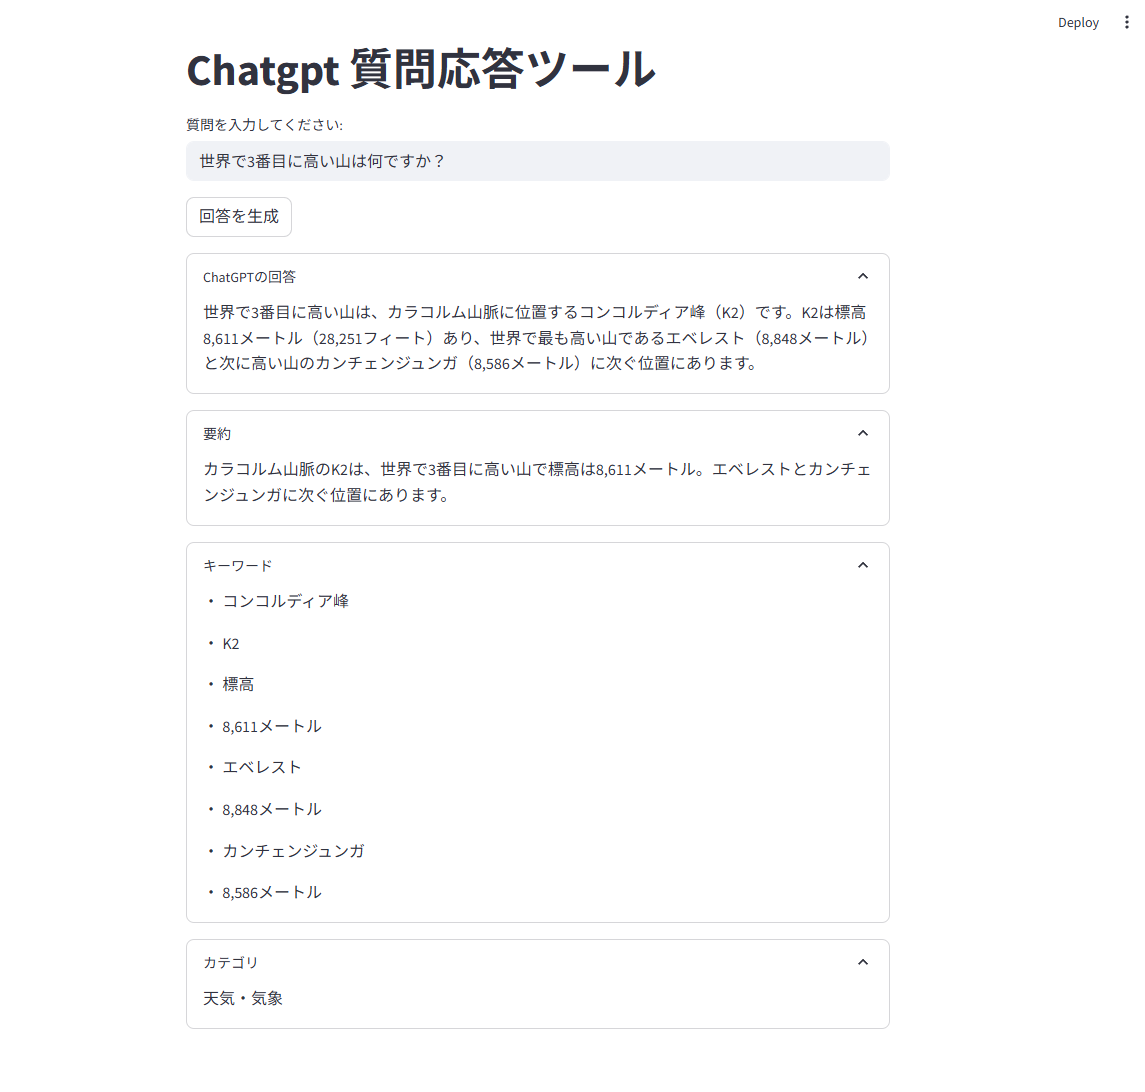 Deploy
Chatgpt 質問応答ツール
質問を入力してください:
世界で3番目に高い山は何ですか？
回答を生成
ChatGPTの回答
世界で3番目に高い山は、カラコルム山脈に位置するコンコルディア峰（K2）です。K2は標高
8,611メートル（28,251フィート）あり、世界で最も高い山であるエベレスト（8,848メートル）
と次に高い山のカンチェンジュンガ（8,586メートル）に次ぐ位置にあります。
要約
カラコルム山脈のK2は、世界で3番目に高い山で標高は8,611メートル。エベレストとカンチェ
ンジュンガに次ぐ位置にあります。
キーワード
・ コンコルディア峰
・ K2
・ 標高
・ 8,611メートル
・ エベレスト
・ 8,848メートル
・ カンチェンジュンガ
・ 8,586メートル
カテゴリ
天気・気象